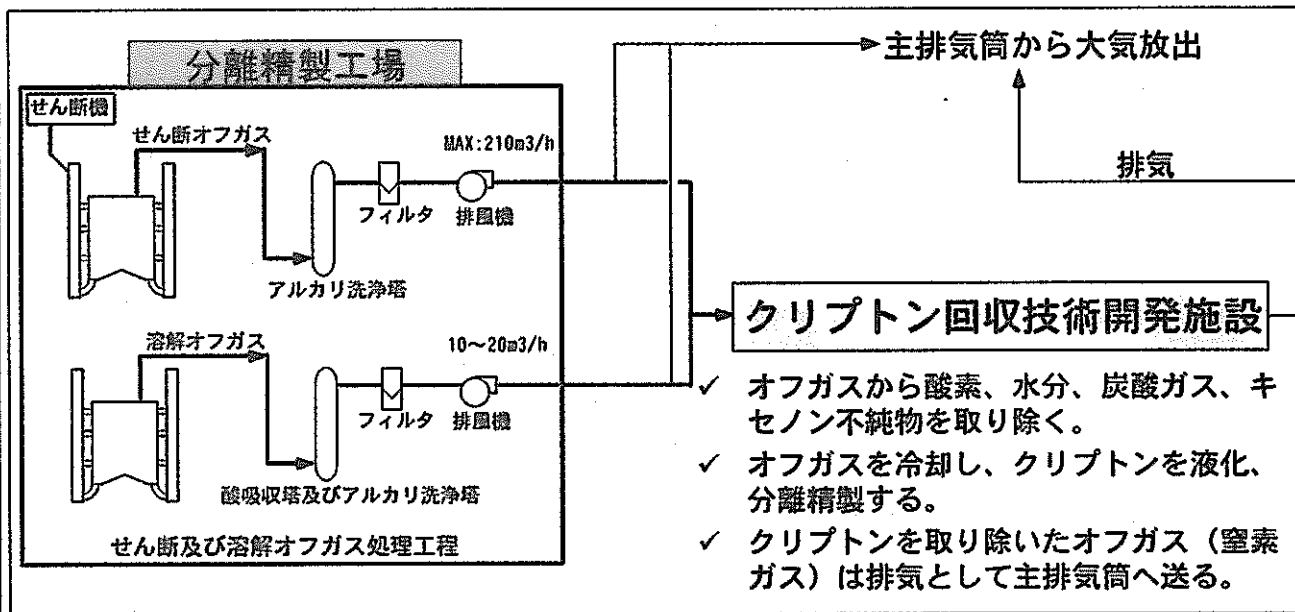 分離精製工場
主排気筒から大気放出
せん断機
せん断オフガス
MAX:210m3/h
排気
フィルタ
排風機
アルカリ洗浄塔
クリプトン回収技術開発施設
溶解オフガス
10～20m3/h
フィルタ
排風機
酸吸収塔及びアルカリ洗浄塔
せん断及び溶解オフガス処理工程
✓ オフガスから酸素、水分、炭酸ガス、キ
セノン不純物を取り除く。
✓ オフガスを冷却し、クリプトンを液化、
分離精製する。
✓ クリプトンを取り除いたオフガス（窒素
ガス）は排気として主排気筒へ送る。